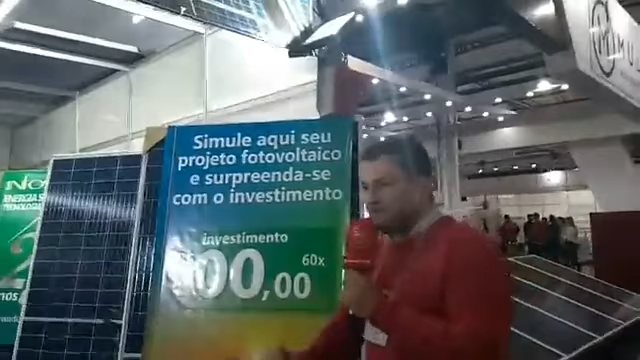 Simule aqui seu
projeto fotovoltaico
e surpreenda-se
com o investimento
investimento
60x
00,00